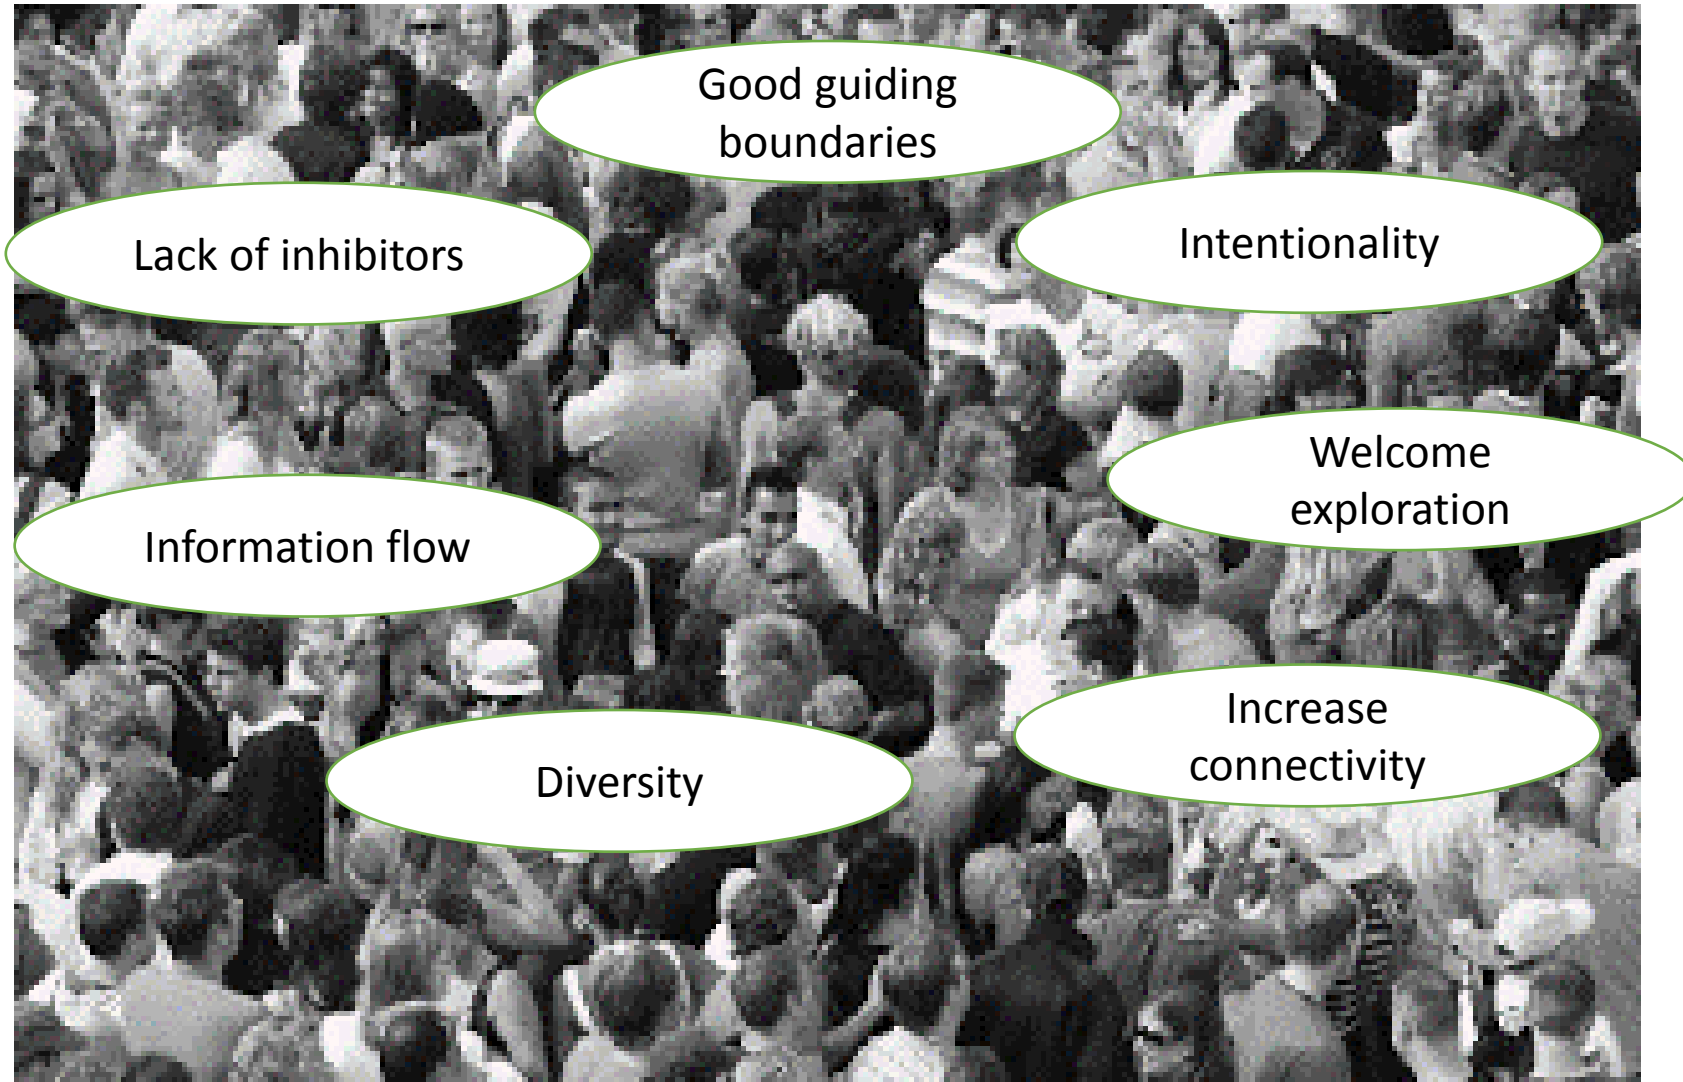 Good guiding
boundaries
Lack of inhibitors
Intentionality
Welcome
exploration
Information flow
Increase
connectivity
Diversity